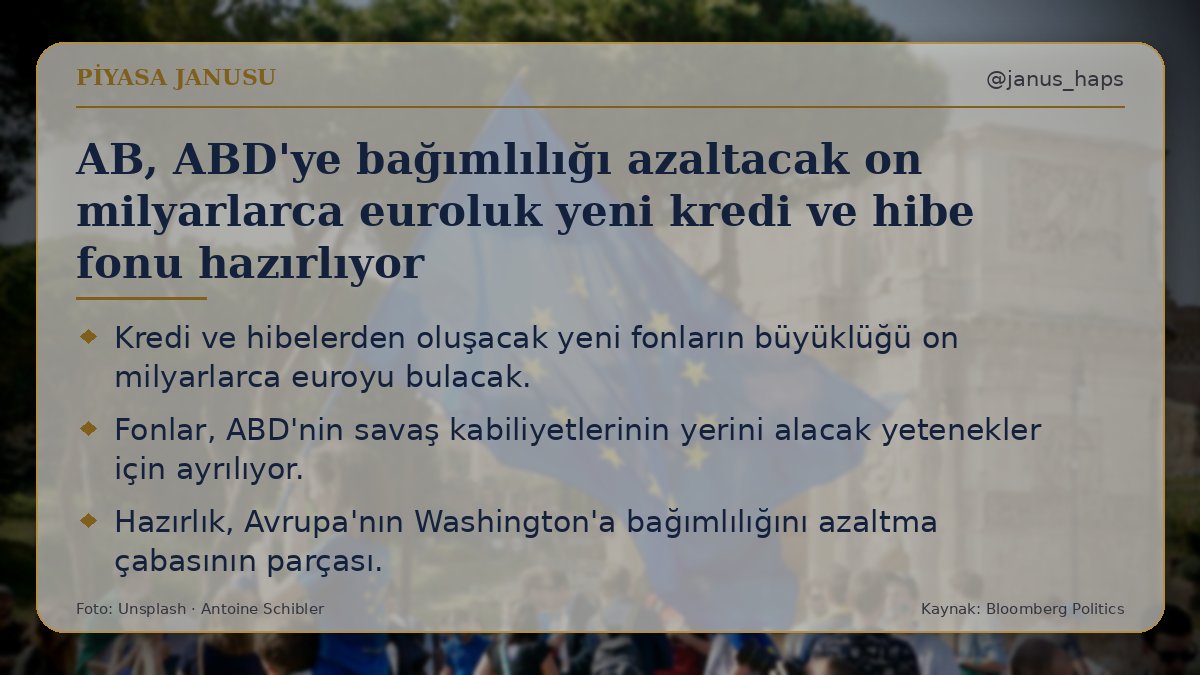 PİYASA JANUSU
@janus_haps
AB, ABD'ye bağımlılığı azaltacak on
milyarlarca euroluk yeni kredi ve hibe
fonu hazırlıyor
Kredi ve hibelerden oluşacak yeni fonların büyüklüğü on
milyarlarca euroyu bulacak.
Fonlar, ABD'nin savaş kabiliyetlerinin yerini alacak yetenekler
için ayrılıyor.
Hazırlık, Avrupa'nın Washington'a bağımlılığını azaltma
çabasının parçası.
Foto: Unsplash · Antoine Schibler
Kaynak: Bloomberg Politics